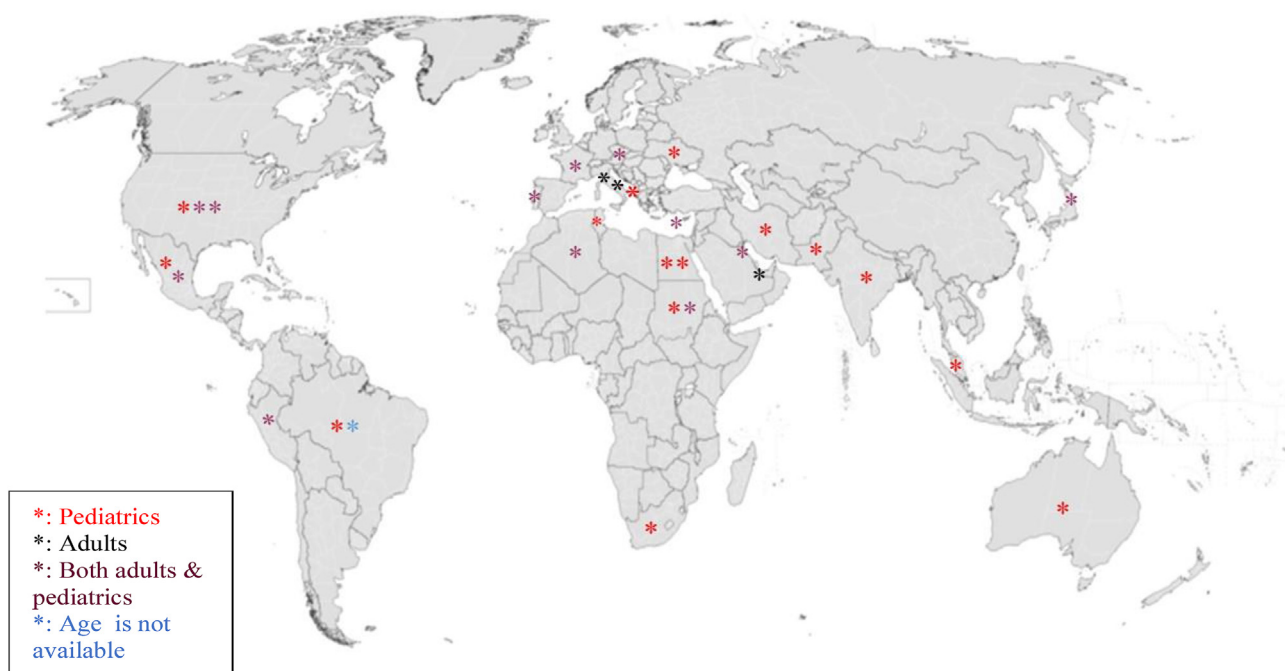 *: Pediatrics
*: Adults
*: Both adults &
pediatrics
*: Age is not
available